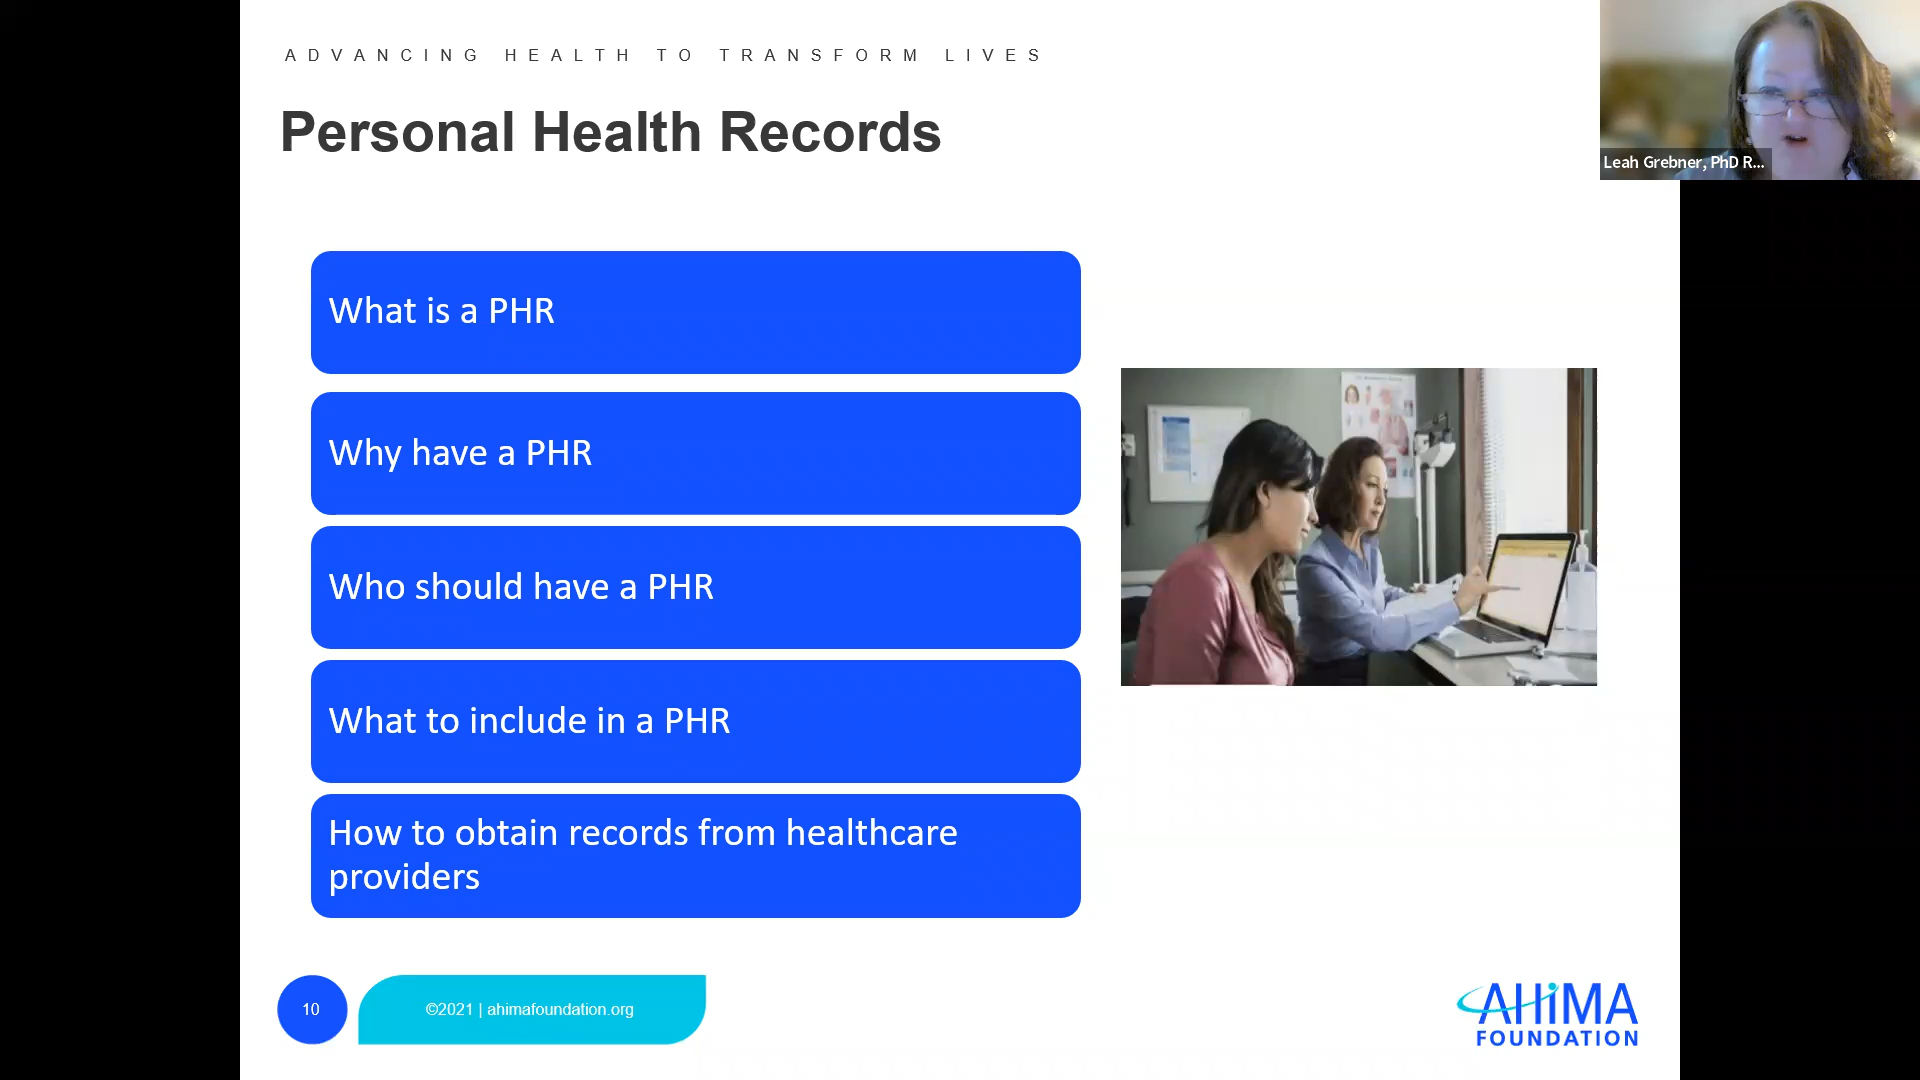 ADVANCING HEALTH TO TRANSFORM LIVES
Personal Health Records
Leah Grebner, PhD R...
What is a PHR
Why have a PHR
Who should have a PHR
What to include in a PHR
How to obtain records from healthcare
providers
10
©2021 | ahimafoundation.org
AHiMA
FOUNDATION